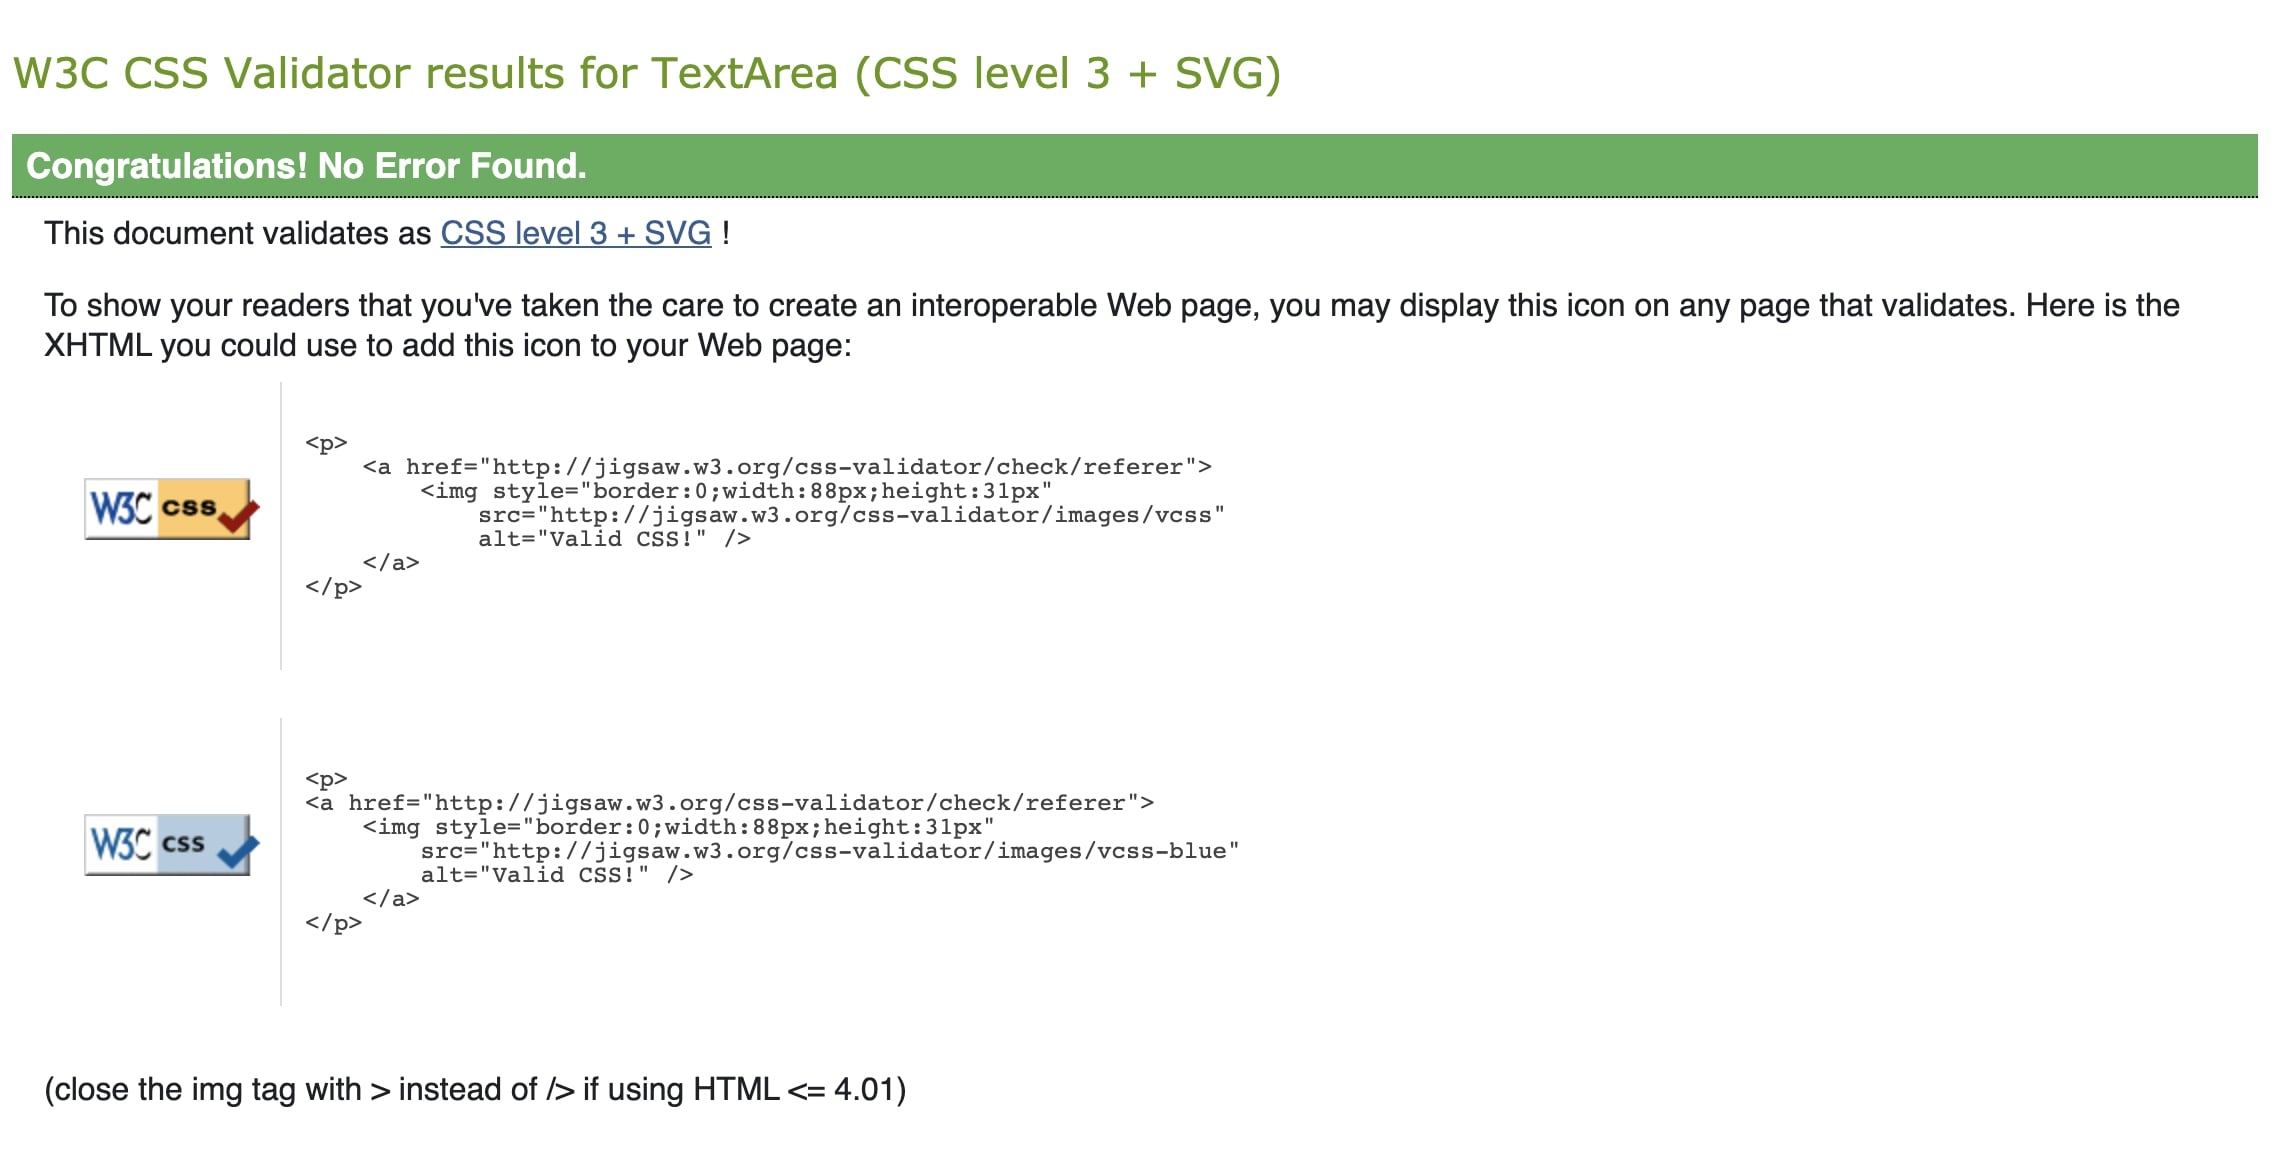 W3C CSS Validator results for TextArea (CSS level 3 + SVG)
Congratulations! No Error Found.
This document validates as CSS level 3 + SVG !
To show your readers that you've taken the care to create an interoperable Web page, you may display this icon on any page that validates. Here is the
XHTML you could use to add this icon to your Web page:
W3C css
<p>
    <a href="http://jigsaw.w3.org/css-validator/check/referer">
        <img style="border:0;width:88px;height:31px"
            src="http://jigsaw.w3.org/css-validator/images/vcss"
            alt="Valid CSS!" />
    </a>
</p>
W3C css
<p>
<a href="http://jigsaw.w3.org/css-validator/check/referer">
    <img style="border:0;width:88px;height:31px"
        src="http://jigsaw.w3.org/css-validator/images/vcss-blue"
        alt="Valid CSS!" />
    </a>
</p>
(close the img tag with > instead of /> if using HTML <= 4.01)